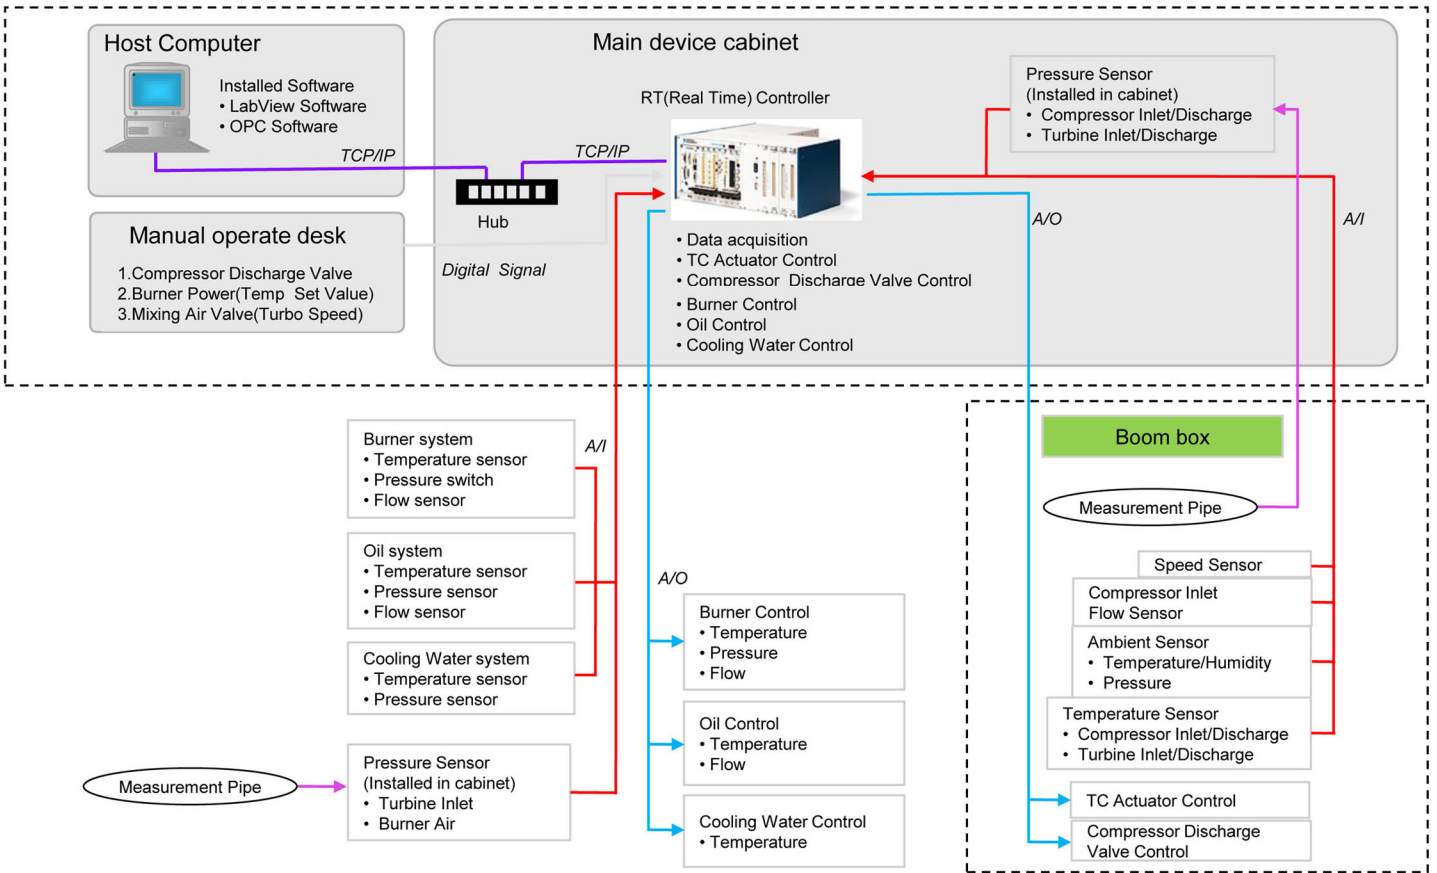 Host Computer
Installed Software
• LabView Software
• OPC Software
TCP/IP
Manual operate desk
1.Compressor Discharge Valve
2.Burner Power(Temp Set Value)
3.Mixing Air Valve(Turbo Speed)
Main device cabinet
RT(Real Time) Controller
TCP/IP
Hub
Digital Signal
• Data acquisition
• TC Actuator Control
• Compressor Discharge Valve Control
• Burner Control
• Oil Control
• Cooling Water Control
Pressure Sensor
(Installed in cabinet)
• Compressor Inlet/Discharge
• Turbine Inlet/Discharge
A/O
A/I
Burner system
• Temperature sensor
• Pressure switch
• Flow sensor
A/I
Oil system
• Temperature sensor
• Pressure sensor
• Flow sensor
Cooling Water system
• Temperature sensor
• Pressure sensor
Measurement Pipe
Pressure Sensor
(Installed in cabinet)
• Turbine Inlet
• Burner Air
A/O
Burner Control
• Temperature
• Pressure
• Flow
Oil Control
• Temperature
• Flow
Cooling Water Control
• Temperature
Boom box
Measurement Pipe
Speed Sensor
Compressor Inlet
Flow Sensor
Ambient Sensor
• Temperature/Humidity
• Pressure
Temperature Sensor
• Compressor Inlet/Discharge
• Turbine Inlet/Discharge
TC Actuator Control
Compressor Discharge
Valve Control